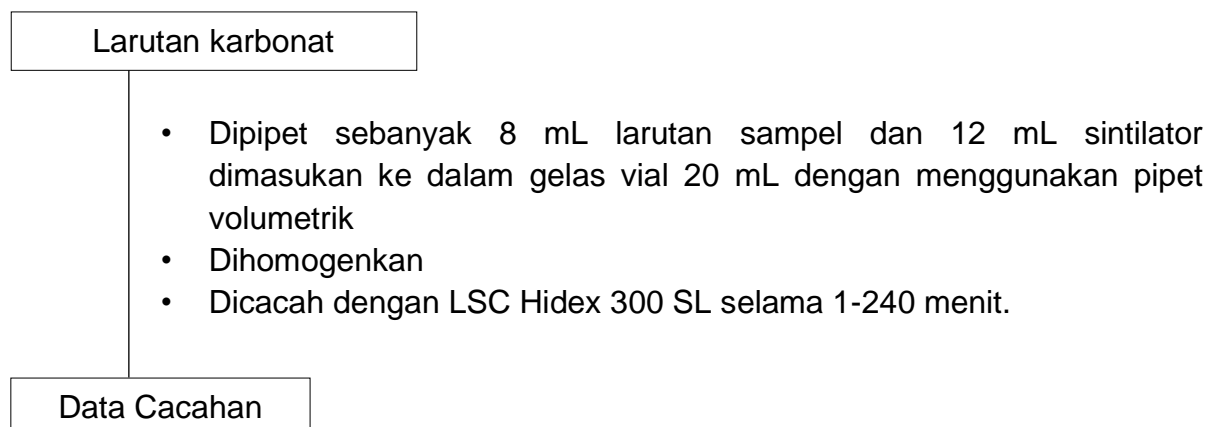 Larutan karbonat
• Dipipet sebanyak 8 mL larutan sampel dan 12 mL sintilator
dimasukan ke dalam gelas vial 20 mL dengan menggunakan pipet
volumetrik
• Dihomogenkan
• Dicacah dengan LSC Hidex 300 SL selama 1-240 menit.
Data Cacahan